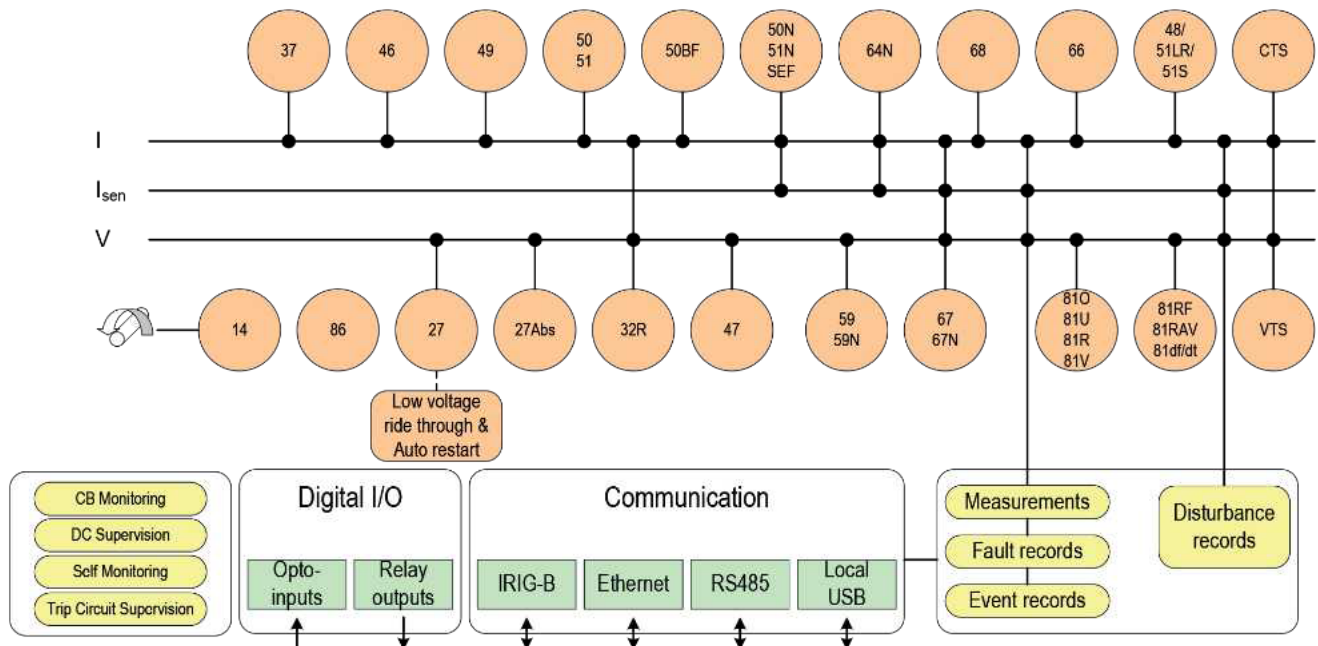 37
46
49
50
51
50BF
50N
51N
SEF
64N
68
66
48/
51LR/
51S
CTS
I
Isen
V
14
86
27
27Abs
32R
47
59
59N
67
67N
81O
81U
81R
81V
81RF
81RAV
81df/dt
VTS
Low voltage
ride through &
Auto restart
CB Monitoring
DC Supervision
Self Monitoring
Trip Circuit Supervision
Digital I/O
Opto-
inputs
Relay
outputs
Communication
IRIG-B
Ethernet
RS485
Local
USB
Measurements
Fault records
Event records
Disturbance
records